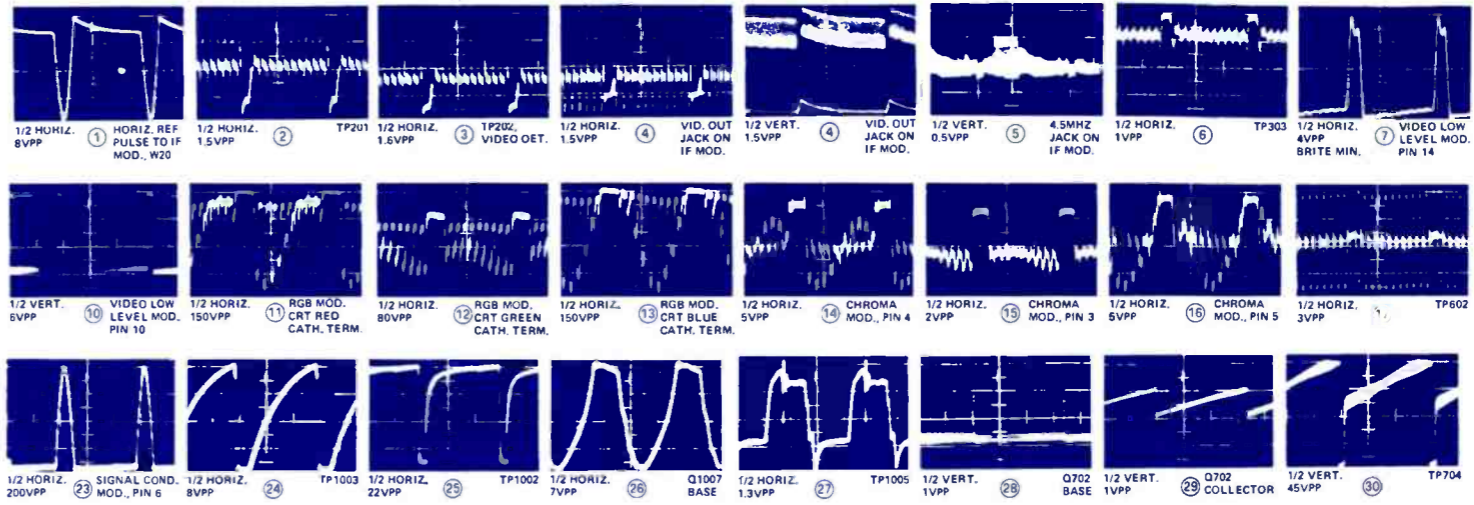 1/2 HORIZ.
8VPP
1
HORIZ. REF
PULSE TO IF
MOD., W20
1/2 HORIZ.
1.5VPP
2
TP201
1/2 HORIZ.
1.6VPP
3
TP202,
VIDEO OET.
1/2 HORIZ.
1.5VPP
4
VID. OUT
JACK ON
IF MOD.
1/2 VERT.
1.5VPP
4
VID. OUT
JACK ON
IF MOD.
1/2 VERT.
0.5VPP
5
4.5MHZ
JACK ON
IF MOD.
1/2 HORIZ.
1VPP
6
TP303
1/2 HORIZ.
4VPP
BRITE MIN.
7
VIDEO LOW
LEVEL MOD.
PIN 14
1/2 VERT.
6VPP
10
VIDEO LOW
LEVEL MOD.
PIN 10
1/2 HORIZ.
150VPP
11
RGB MOD.
CRT RED
CATH. TERM.
1/2 HORIZ.
80VPP
12
RGB MOD.
CRT GREEN
CATH. TERM.
1/2 HORIZ.
150VPP
13
RGB MOD.
CRT BLUE
CATH. TERM.
1/2 HORIZ.
5VPP
14
CHROMA
MOD., PIN 4
1/2 HORIZ.
2VPP
15
CHROMA
MOD., PIN 3
1/2 HORIZ.
5VPP
16
CHROMA
MOD., PIN 5
1/2 HORIZ.
3VPP
TP602
1/2 HORIZ.
200VPP
23
SIGNAL COND.
MOD., PIN 6
1/2 HORIZ.
8VPP
24
TP1003
1/2 HORIZ.
22VPP
25
TP1002
1/2 HORIZ.
7VPP
26
Q1007
BASE
1/2 HORIZ.
1.3VPP
27
TP1005
1/2 VERT.
1VPP
28
Q702
BASE
1/2 VERT.
1VPP
29
Q702
COLLECTOR
1/2 VERT.
45VPP
30
TP704